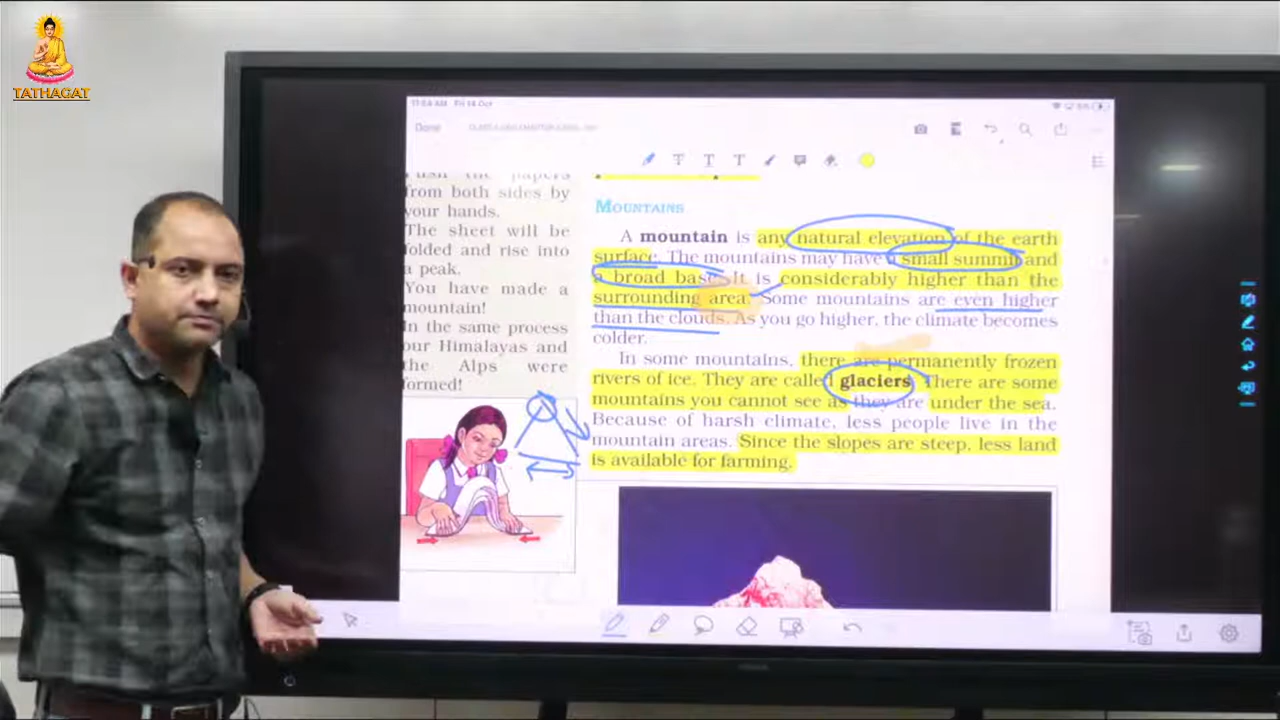 TATHAGAT
Done
Push the papers
from both sides by
your hands.
The sheet will be
folded and rise into
a peak.
You have made a
mountain!
In the same process
our Himalayas and
the Alps were
formed!
MOUNTAINS
A mountain is any natural elevation of the earth
surface. The mountains may have a small summit and
a broad base. It is considerably higher than the
surrounding area. Some mountains are even higher
than the clouds. As you go higher, the climate becomes
colder.
In some mountains, there are permanently frozen
rivers of ice. They are called glaciers. There are some
mountains you cannot see as they are under the sea.
Because of harsh climate, less people live in the
mountain areas. Since the slopes are steep, less land
is available for farming.